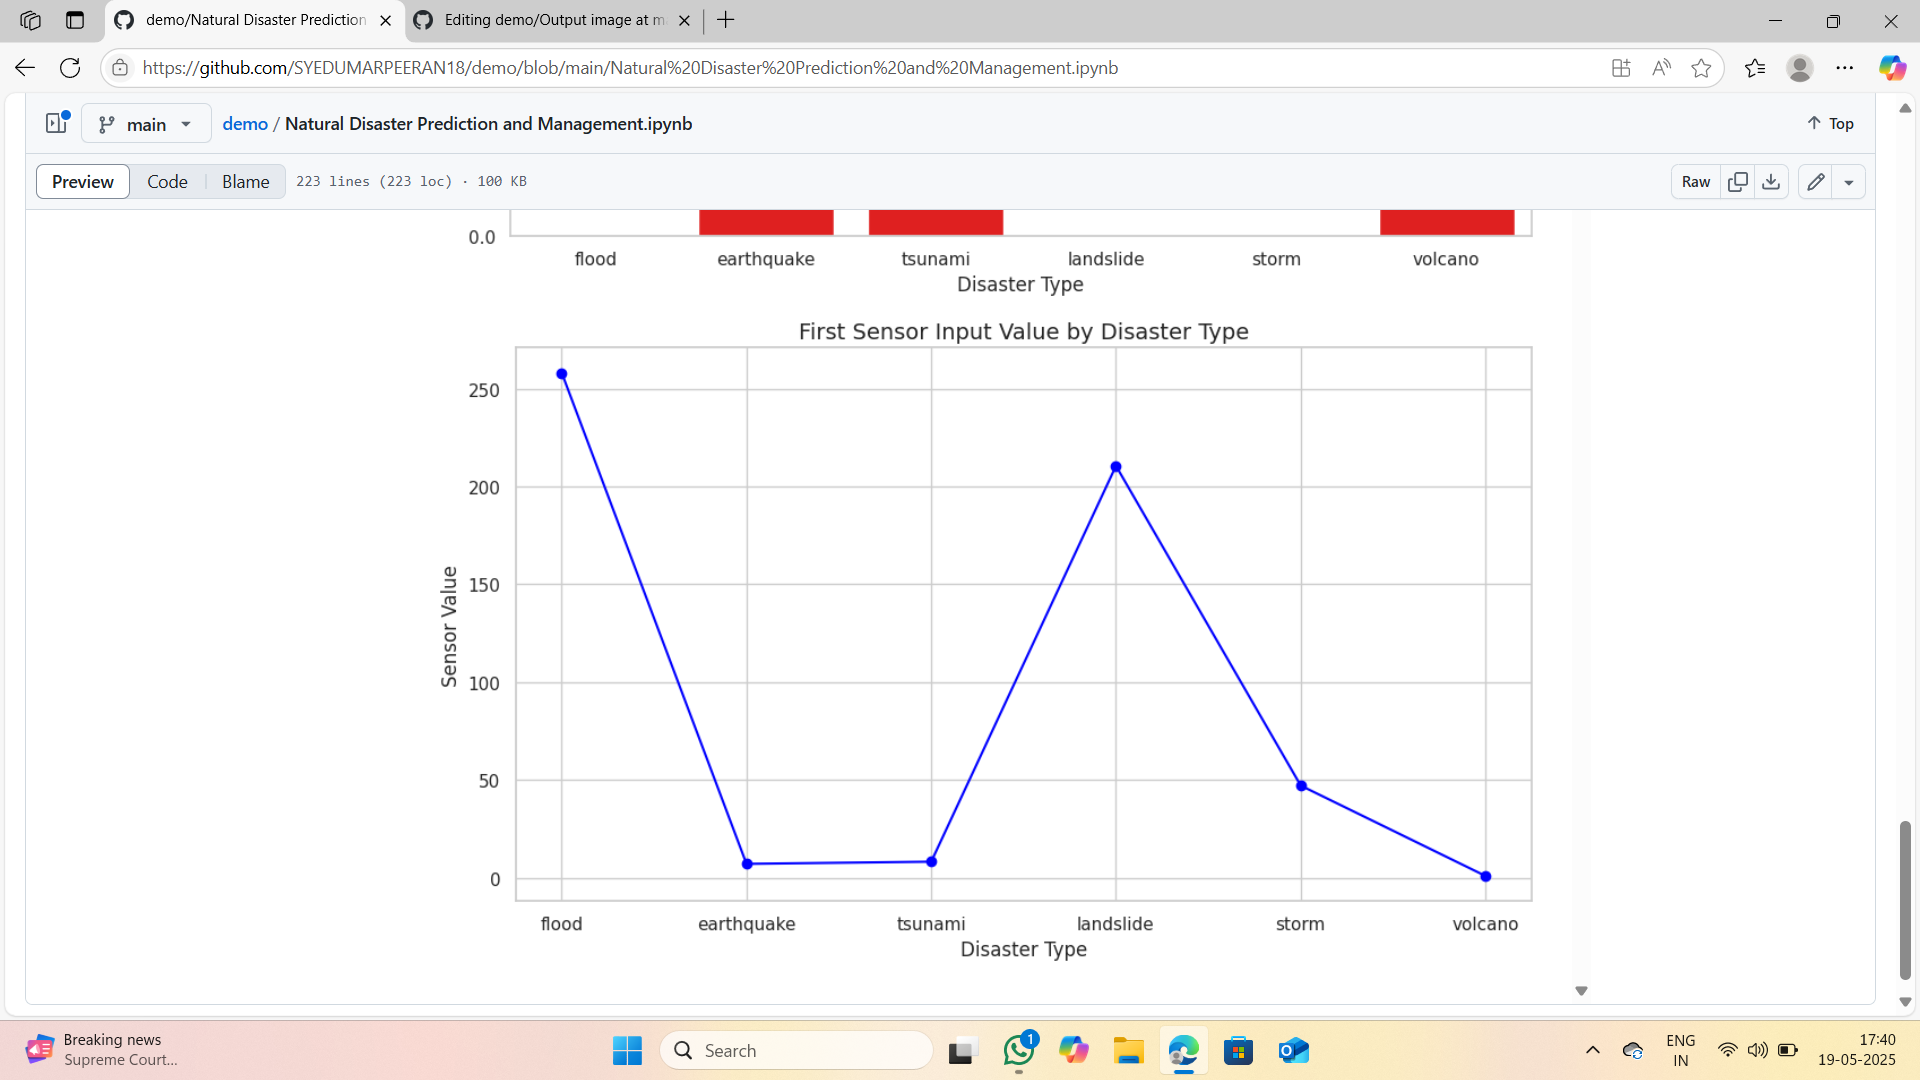 demo/Natural Disaster Prediction
Editing demo/Output image at m
https://github.com/SYEDUMARPEERAN18/demo/blob/main/Natural%20Disaster%20Prediction%20and%20Management.ipynb
main
demo / Natural Disaster Prediction and Management.ipynb
Top
Preview
Code
Blame
223 lines (223 loc) · 100 KB
Raw
0.0
flood
earthquake
tsunami
landslide
storm
volcano
Disaster Type
First Sensor Input Value by Disaster Type
250
200
150
100
50
0
Sensor Value
flood
earthquake
tsunami
landslide
storm
volcano
Disaster Type
Breaking news
Supreme Court...
Search
1
ENG
IN
17:40
19-05-2025